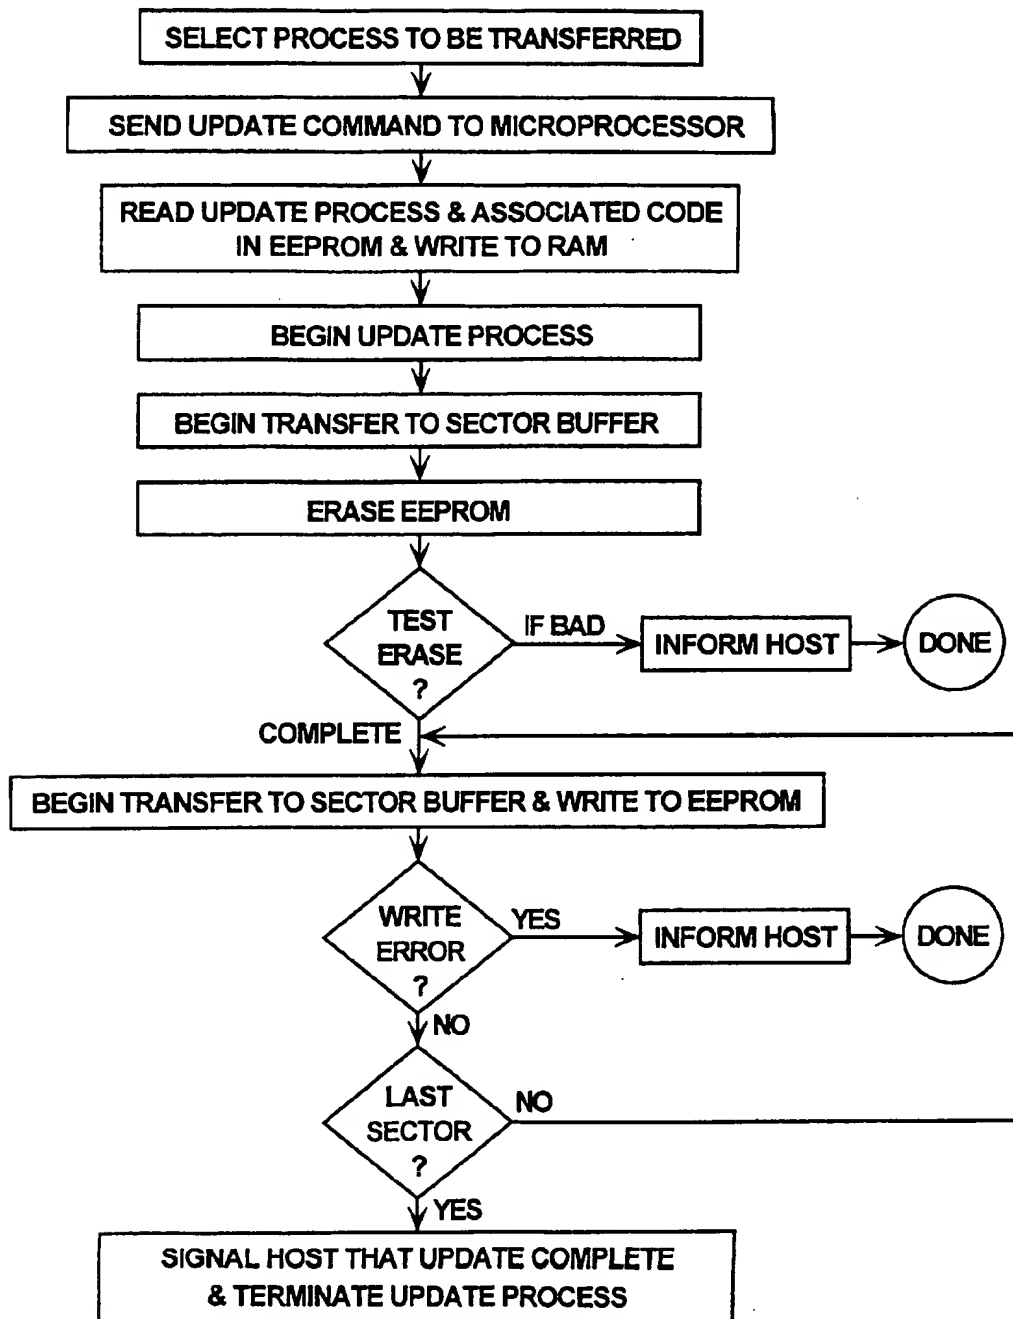 SELECT PROCESS TO BE TRANSFERRED
SEND UPDATE COMMAND TO MICROPROCESSOR
READ UPDATE PROCESS & ASSOCIATED CODE
IN EEPROM & WRITE TO RAM
BEGIN UPDATE PROCESS
BEGIN TRANSFER TO SECTOR BUFFER
ERASE EEPROM
TEST
ERASE
?
IF BAD
INFORM HOST
DONE
COMPLETE
BEGIN TRANSFER TO SECTOR BUFFER & WRITE TO EEPROM
WRITE
ERROR
?
YES
INFORM HOST
DONE
NO
LAST
SECTOR
?
NO
YES
SIGNAL HOST THAT UPDATE COMPLETE
& TERMINATE UPDATE PROCESS